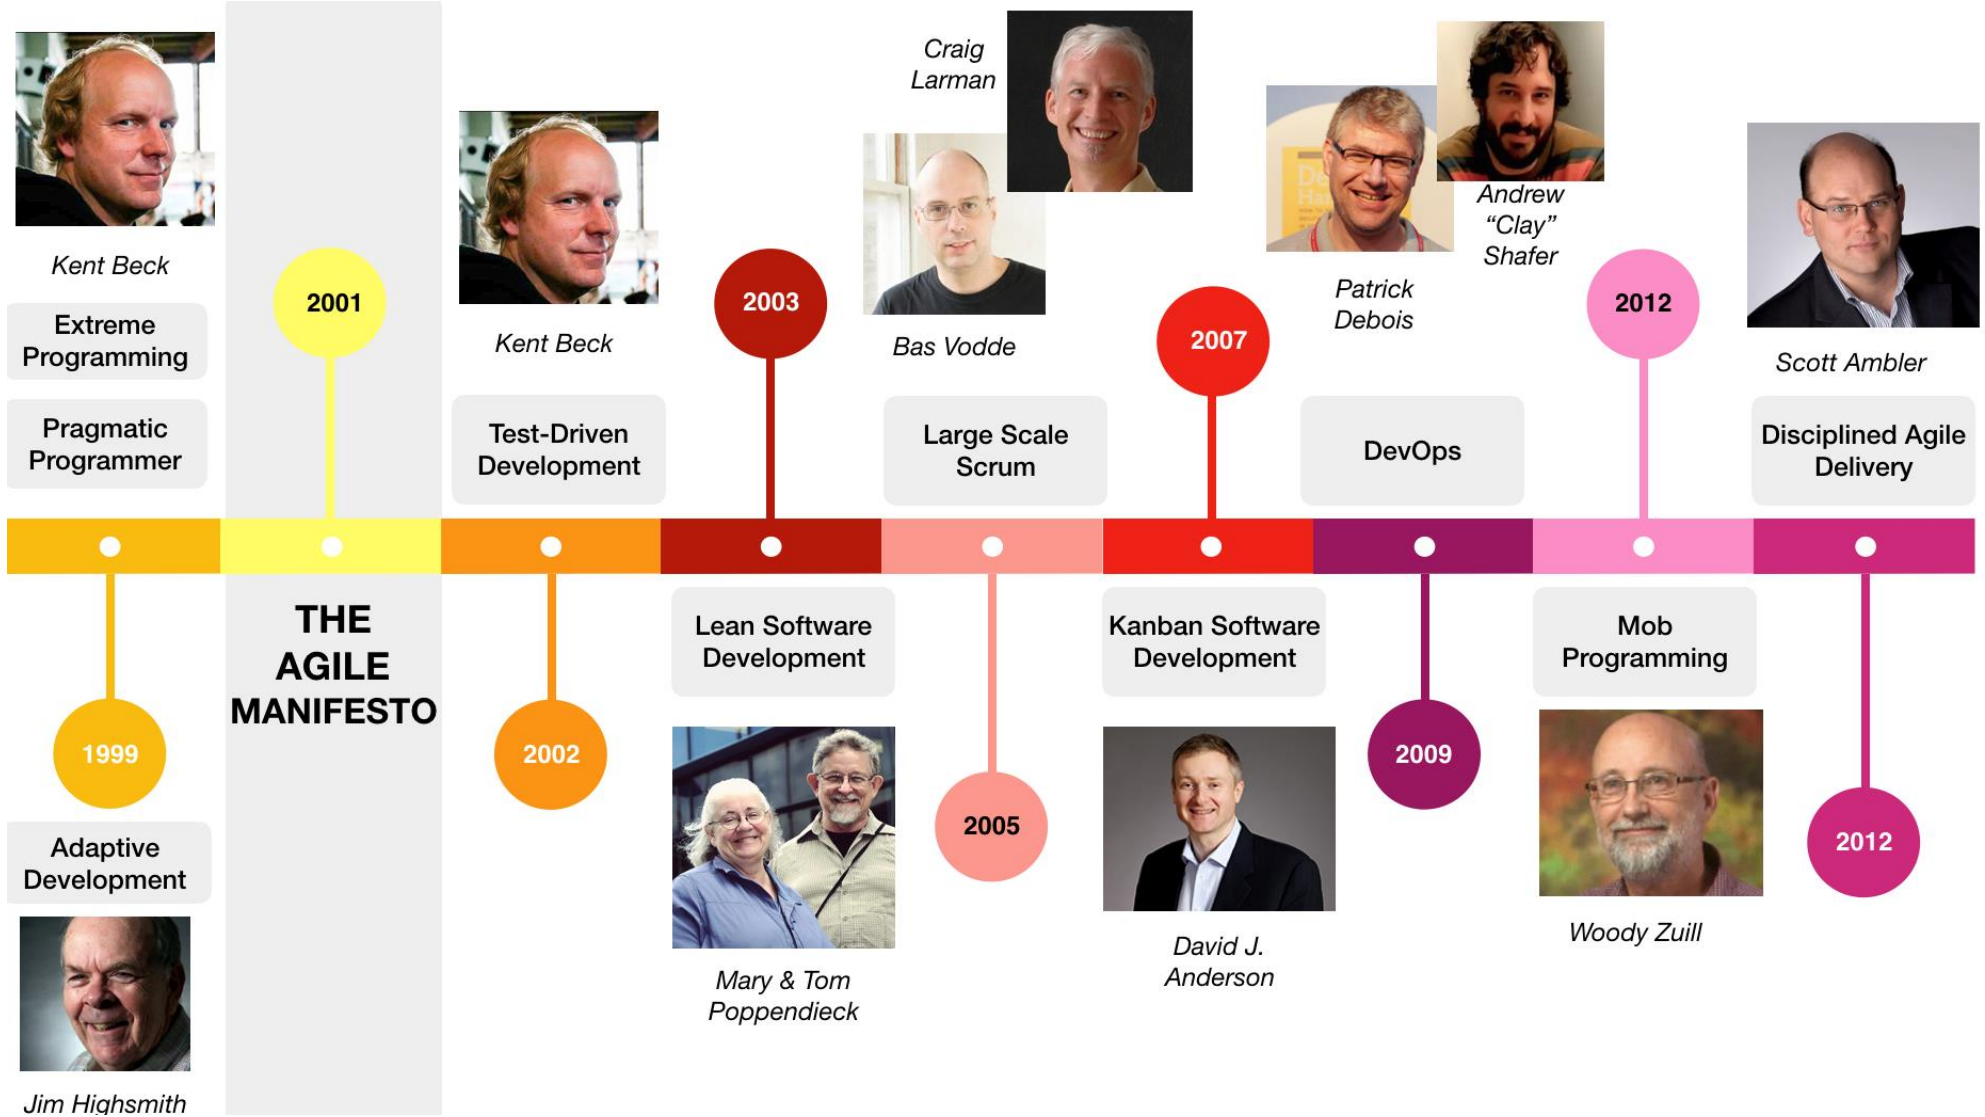 Kent Beck
Extreme
Programming
Pragmatic
Programmer
1999
Adaptive
Development
Jim Highsmith
2001
THE
AGILE
MANIFESTO
Kent Beck
Test-Driven
Development
2002
2003
Lean Software
Development
Mary & Tom
Poppendieck
Craig
Larman
Bas Vodde
Large Scale
Scrum
2005
2007
Kanban Software
Development
David J.
Anderson
Patrick
Debois
Andrew
“Clay”
Shafer
DevOps
2009
2012
Mob
Programming
Woody Zuill
Scott Ambler
Disciplined Agile
Delivery
2012